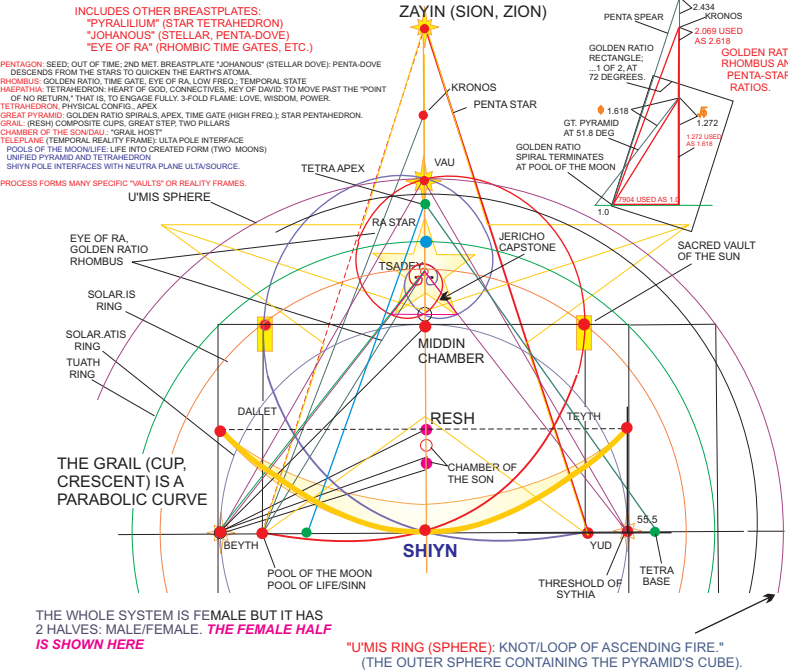 INCLUDES OTHER BREASTPLATES:
"PYRALILIUM" (STAR TETRAHEDRON)
"JOHANOUS" (STELLAR, PENTA-DOVE)
"EYE OF RA" (RHOMBIC TIME GATES, ETC.)
PENTAGON: SEED; OUT OF TIME; 2ND MET. BREASTPLATE "JOHANOUS" (STELLAR DOVE): PENTA-DOVE
DESCENDS FROM THE STARS TO QUICKEN THE EARTH'S ATOMA.
RHOMBUS: GOLDEN RATIO, TIME GATE, EYE OF RA, LOW FREQ.; TEMPORAL STATE
HAEPATHIA: TETRAHEDRON: HEART OF GOD, CONNECTIVES, KEY OF DAVID: TO MOVE PAST THE "POINT
OF NO RETURN," THAT IS, TO ENGAGE FULLY. 3-FOLD FLAME: LOVE, WISDOM, POWER.
TETRAHEDRON, PHYSICAL CONFIG., APEX
GREAT PYRAMID: GOLDEN RATIO SPIRALS, APEX, TIME GATE (HIGH FREQ.); STAR PENTAHEDRON.
GRAIL: (RESH) COMPOSITE CUPS, GREAT STEP, TWO PILLARS
CHAMBER OF THE SON/DAU.: "GRAIL HOST"
TELEPLANE (TEMPORAL REALITY FRAME): ULTA POLE INTERFACE
POOLS OF THE MOON/LIFE: LIFE INTO CREATED FORM (TWO MOONS)
UNIFIED PYRAMID AND TETRAHEDRON
SHIYN POLE INTERFACES WITH NEUTRA PLANE ULTA/SOURCE.
PROCESS FORMS MANY SPECIFIC "VAULTS" OR REALITY FRAMES.
ZAYIN (SION, ZION)
KRONOS
PENTA STAR
VAU
TETRA APEX
U'MIS SPHERE
RA STAR
EYE OF RA,
GOLDEN RATIO
RHOMBUS
TSADEY
JERICHO
CAPSTONE
SACRED VAULT
OF THE SUN
SOLAR.IS
RING
SOLAR.ATIS
RING
TUATH
RING
MIDDIN
CHAMBER
DALLET
RESH
TEYTH
CHAMBER OF
THE SON
THE GRAIL (CUP,
CRESCENT) IS A
PARABOLIC CURVE
55.5
BEYTH
SHIYN
YUD
POOL OF THE MOON
POOL OF LIFE/SINN
THRESHOLD OF
SYTHIA
TETRA
BASE
THE WHOLE SYSTEM IS FEMALE BUT IT HAS
2 HALVES: MALE/FEMALE. THE FEMALE HALF
IS SHOWN HERE
"U'MIS RING (SPHERE): KNOT/LOOP OF ASCENDING FIRE."
(THE OUTER SPHERE CONTAINING THE PYRAMID'S CUBE).
2.434
PENTA SPEAR
KRONOS
2.069 USED
AS 2.618
GOLDEN RATIO
RECTANGLE;
...1 OF 2, AT
72 DEGREES.
GOLDEN RAT
RHOMBUS AN
PENTA-STAR
RATIOS.
1.618
1.272
GT. PYRAMID
AT 51.8 DEG
1.272 USED
AS 1.618
GOLDEN RATIO
SPIRAL TERMINATES
AT POOL OF THE MOON
.7904 USED AS 1.0
1.0